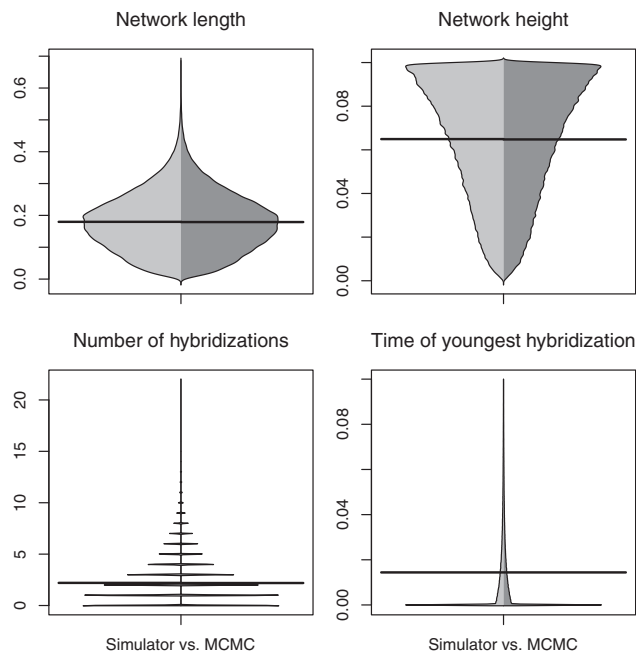 Network length
Network height
0.6
0.4
0.2
0.0
0.08
0.04
0.00
Number of hybridizations
Time of youngest hybridization
20
15
10
5
0
0.08
0.04
0.00
Simulator vs. MCMC
Simulator vs. MCMC